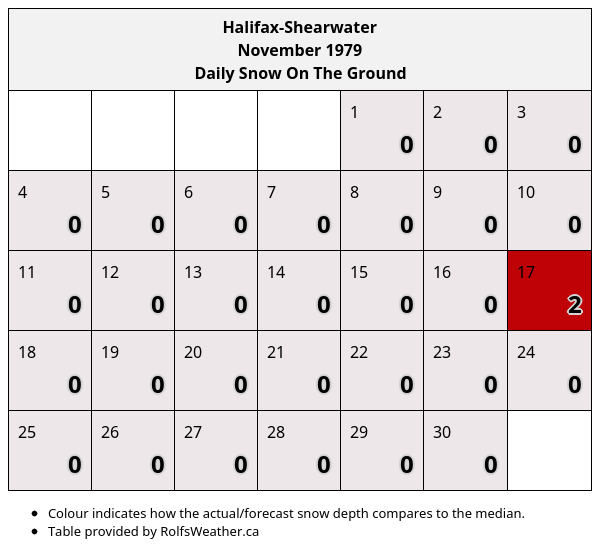 Halifax-Shearwater
November 1979
Daily Snow On The Ground
1 2 3
0 0 0
4 5 6 7 8 9 10
0 0 0 0 0 0 0
11 12 13 14 15 16 17
0 0 0 0 0 0 2
18 19 20 21 22 23 24
0 0 0 0 0 0 0
25 26 27 28 29 30
0 0 0 0 0 0
• Colour indicates how the actual/forecast snow depth compares to the median.
• Table provided by RolfsWeather.ca